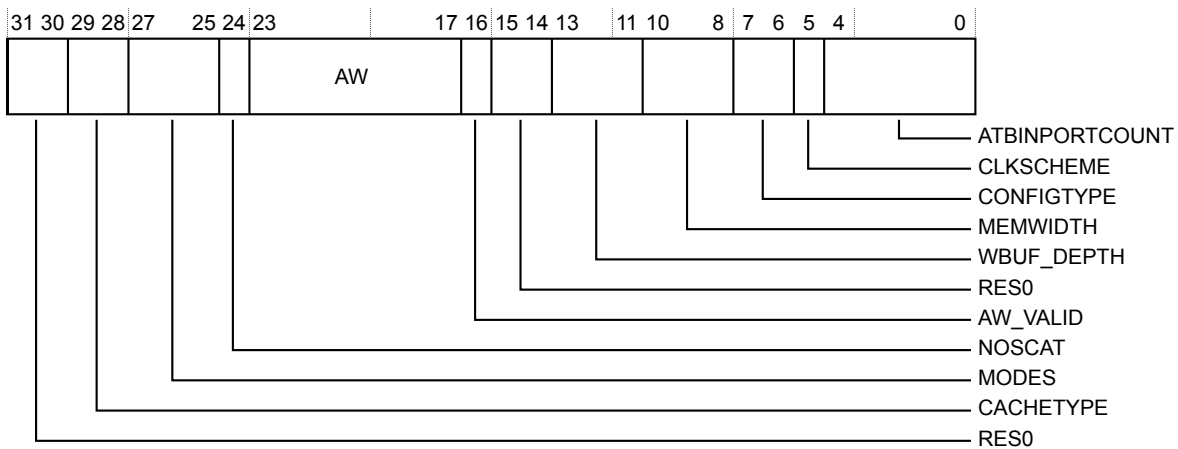 31 30 29 28 27 25 24 23 17 16 15 14 13 11 10 8 7 6 5 4 0
AW
ATBINPORTCOUNT
CLKSCHEME
CONFIGTYPE
MEMWIDTH
WBUF_DEPTH
RES0
AW_VALID
NOSCAT
MODES
CACHETYPE
RES0